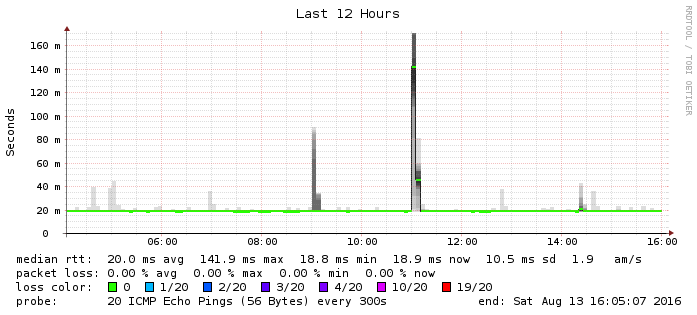 Last 12 Hours
RRDTOOL / TOBI OETIKER
Seconds
160 m
140 m
120 m
100 m
80 m
60 m
40 m
20 m
0
06:00 08:00 10:00 12:00 14:00 16:00
median rtt: 20.0 ms avg 141.9 ms max 18.8 ms min 18.9 ms now 10.5 ms sd 1.9 am/s
packet loss: 0.00 % avg 0.00 % max 0.00 % min 0.00 % now
loss color: 0 1/20 2/20 3/20 4/20 10/20 19/20
probe: 20 ICMP Echo Pings (56 Bytes) every 300s end: Sat Aug 13 16:05:07 2016